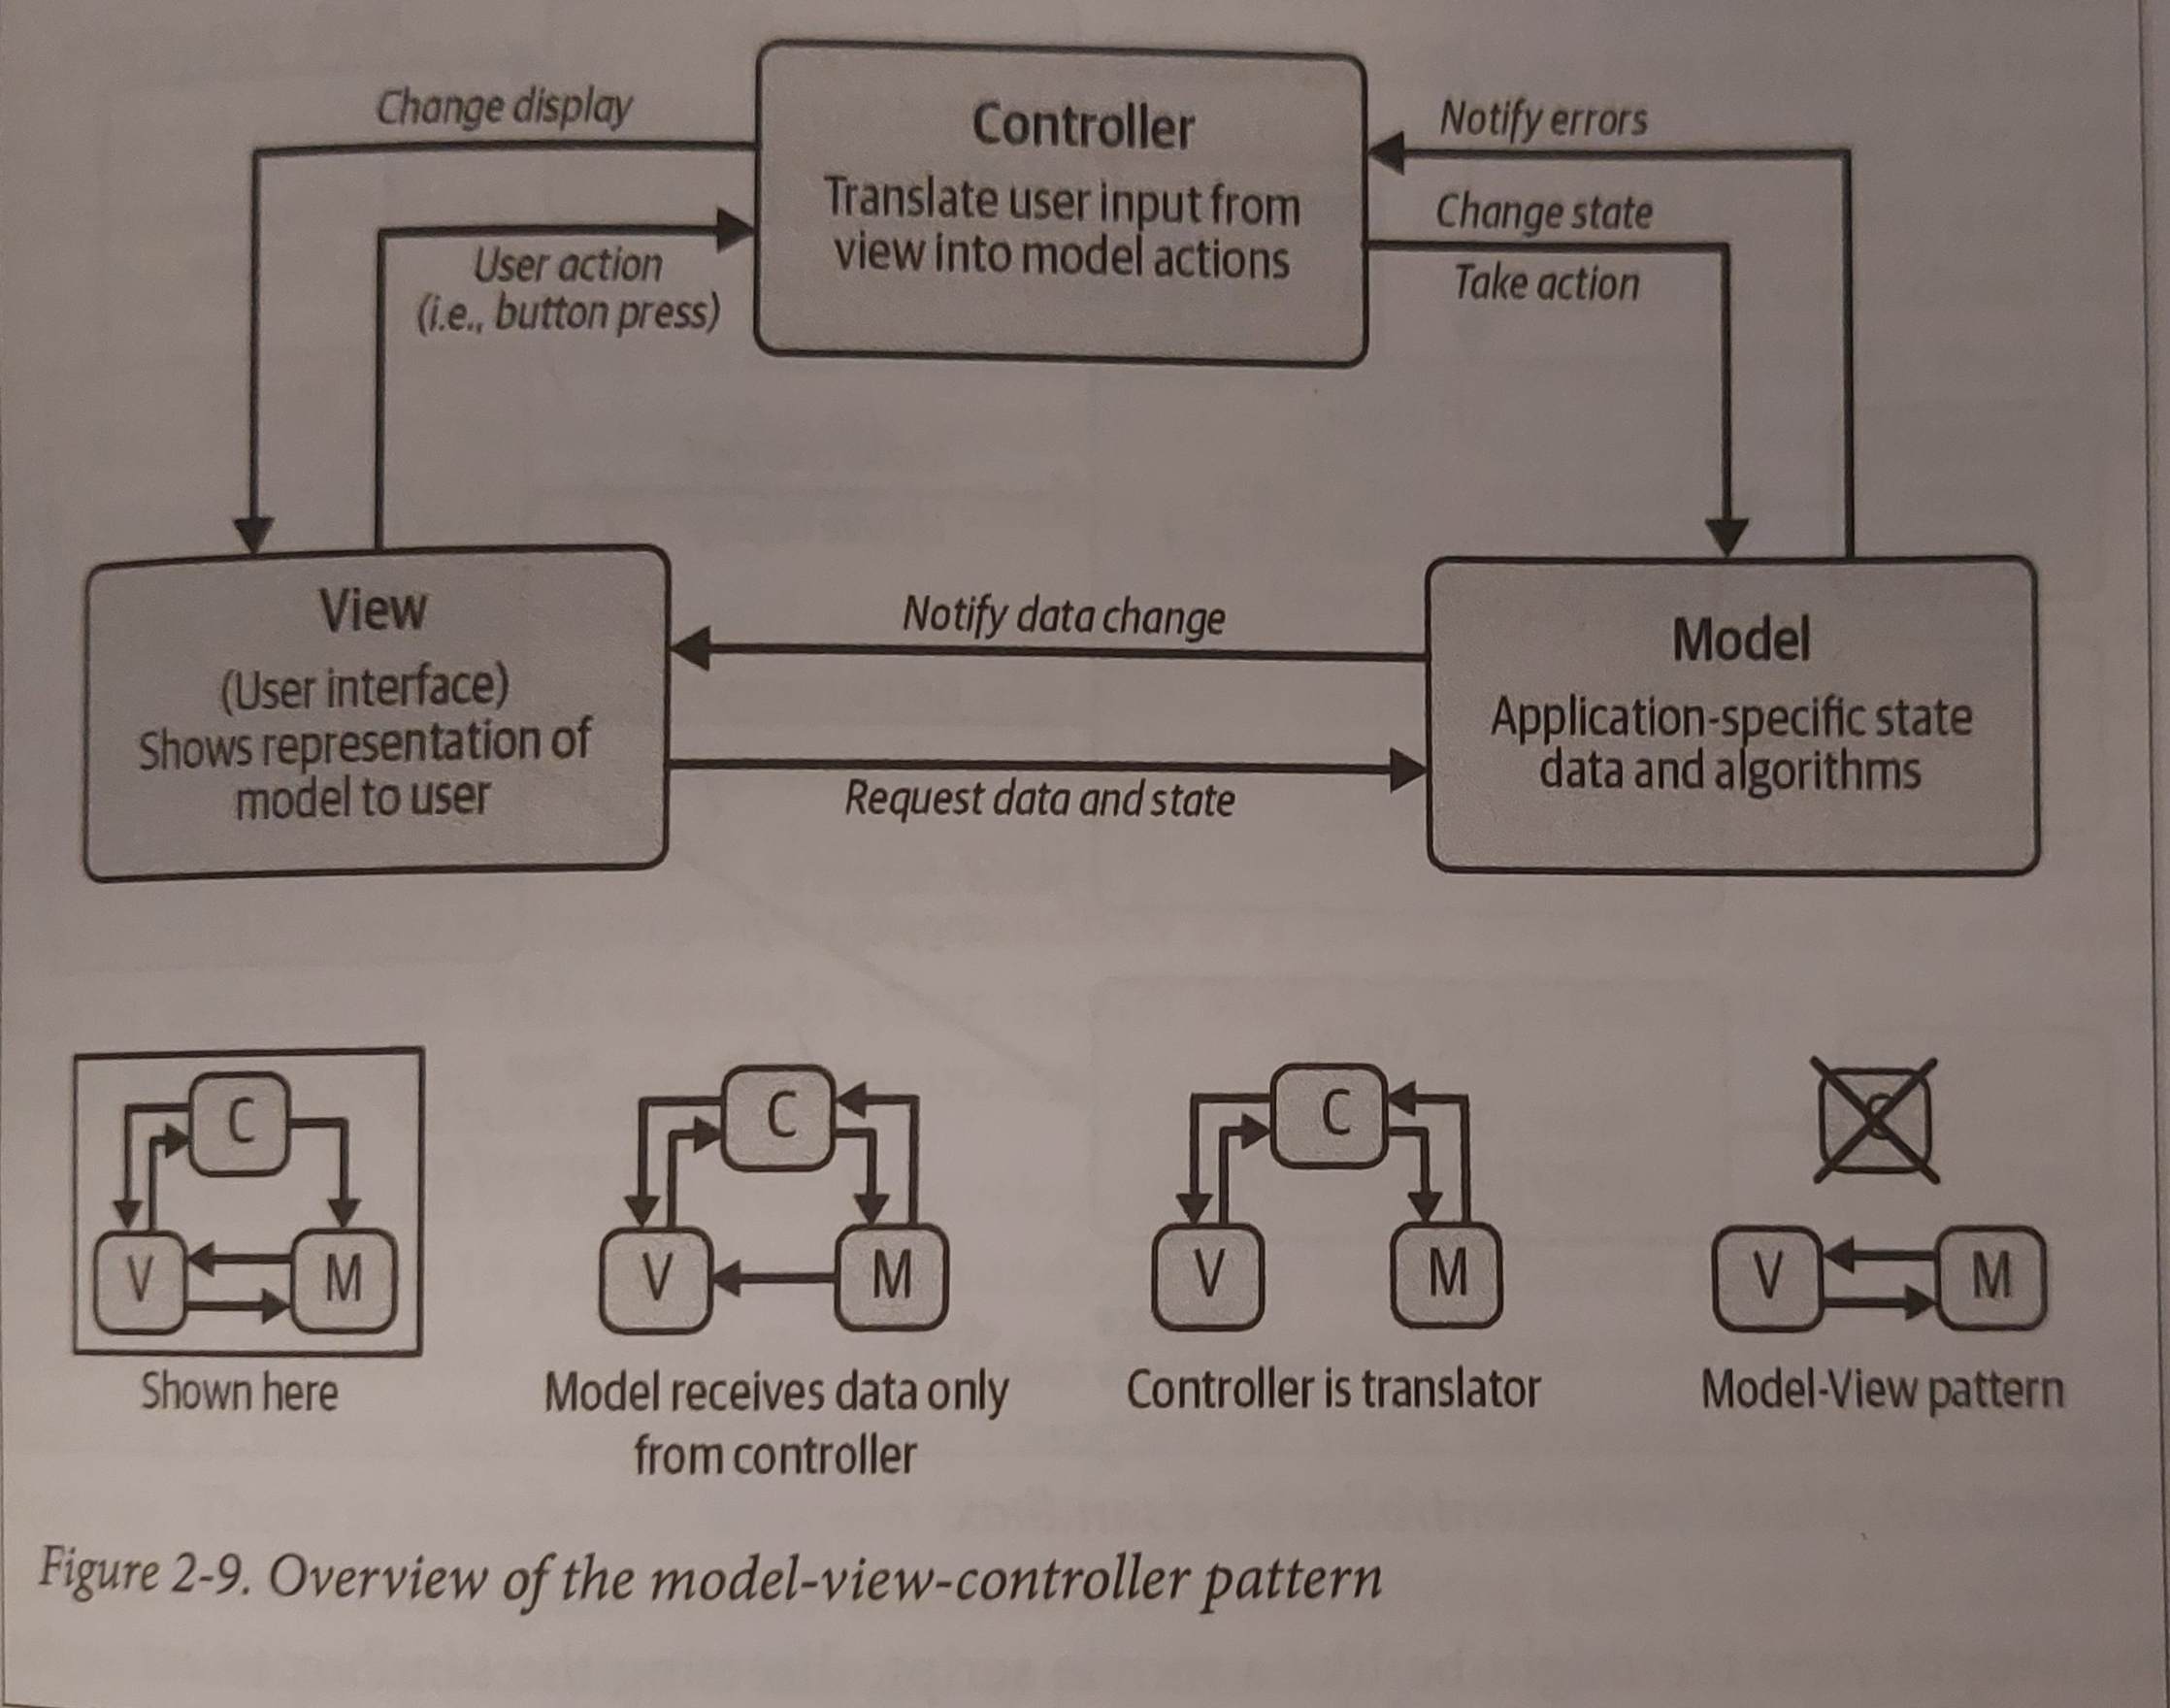 Change display
Controller
Translate user input from
view into model actions
Notify errors
Change state
Take action
User action
(i.e., button press)
View
(User interface)
Shows representation of
model to user
Notify data change
Request data and state
Model
Application-specific state
data and algorithms
C
V
M
Shown here
C
V
M
Model receives data only
from controller
C
V
M
Controller is translator
C
V
M
Model-View pattern
Figure 2-9. Overview of the model-view-controller pattern